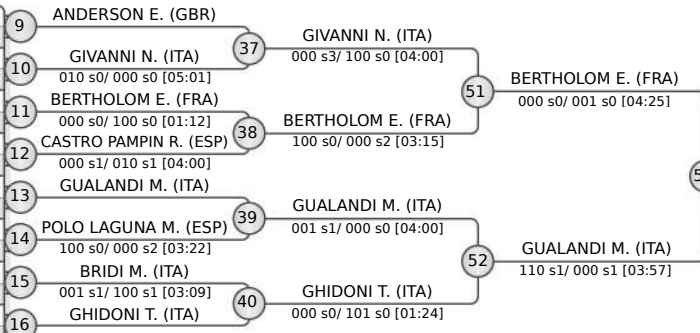 9 ANDERSON E. (GBR)
10 GIVANNI N. (ITA)
010 s0/ 000 s0 [05:01]
11 BERTHOLOM E. (FRA)
000 s0/ 100 s0 [01:12]
12 CASTRO PAMPIN R. (ESP)
000 s1/ 010 s1 [04:00]
13 GUALANDI M. (ITA)
14 POLO LAGUNA M. (ESP)
100 s0/ 000 s2 [03:22]
15 BRIDI M. (ITA)
001 s1/ 100 s1 [03:09]
16 GHIDONI T. (ITA)
37 GIVANNI N. (ITA)
000 s3/ 100 s0 [04:00]
38 BERTHOLOM E. (FRA)
100 s0/ 000 s2 [03:15]
39 GUALANDI M. (ITA)
001 s1/ 000 s0 [04:00]
40 GHIDONI T. (ITA)
000 s0/ 101 s0 [01:24]
51 BERTHOLOM E. (FRA)
000 s0/ 001 s0 [04:25]
52 GUALANDI M. (ITA)
110 s1/ 000 s1 [03:57]